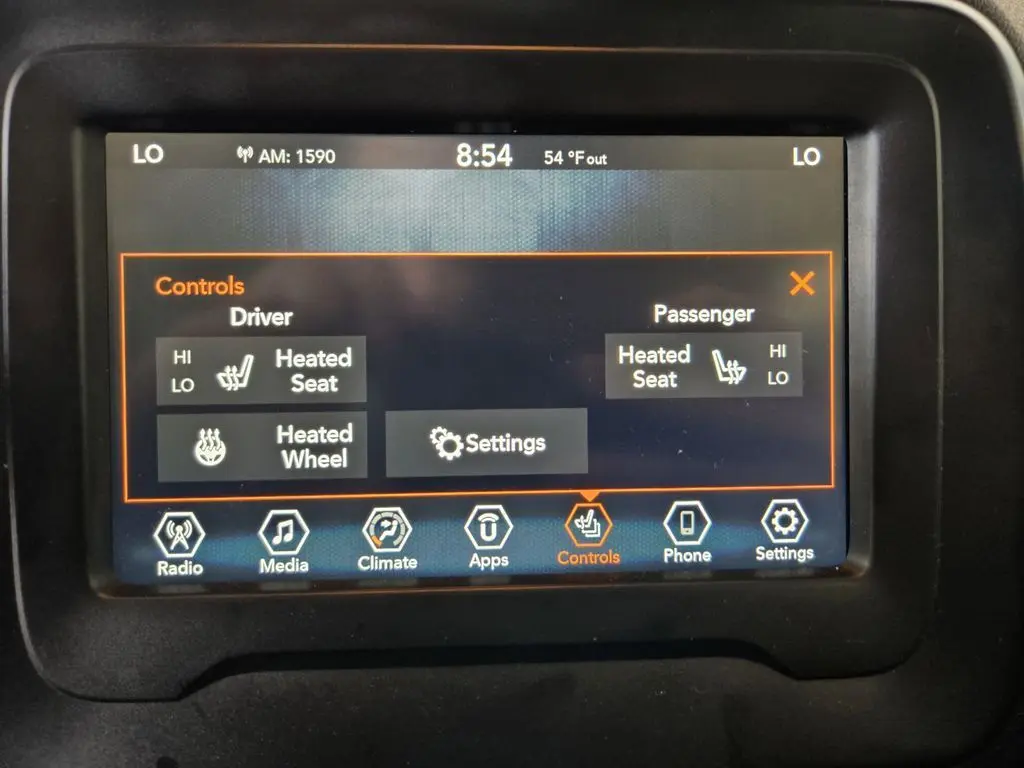 LO AM: 1590 8:54 54 °F out LO
Controls
Driver
Passenger
HI
LO
Heated
Seat
Heated
Seat
HI
LO
Heated
Wheel
Settings
Radio
Media
Climate
Apps
Controls
Phone
Settings